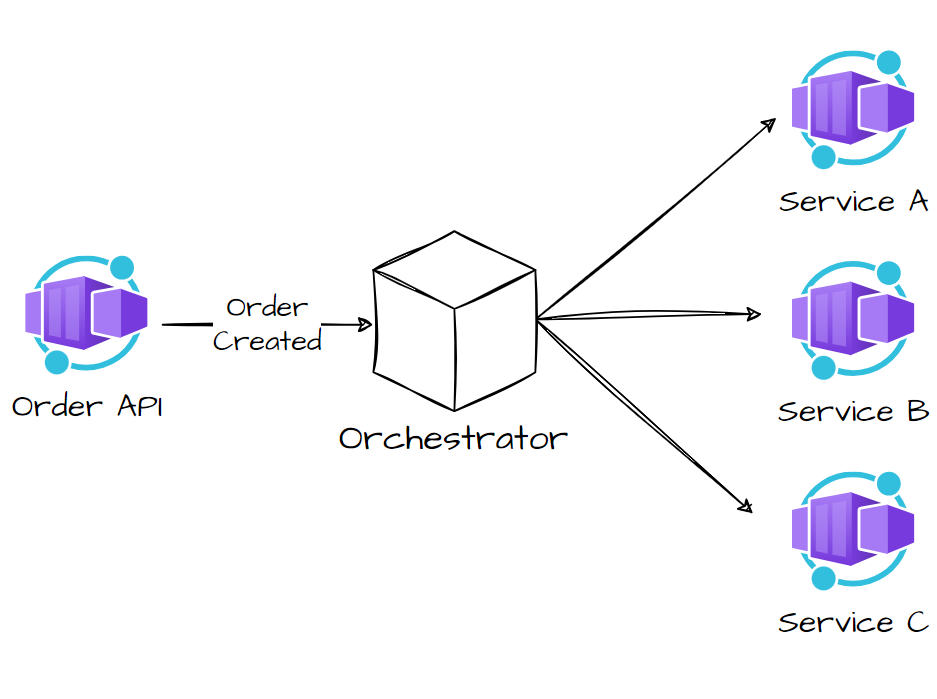 Service A
Order
Created
Order API
Orchestrator
Service B
Service C